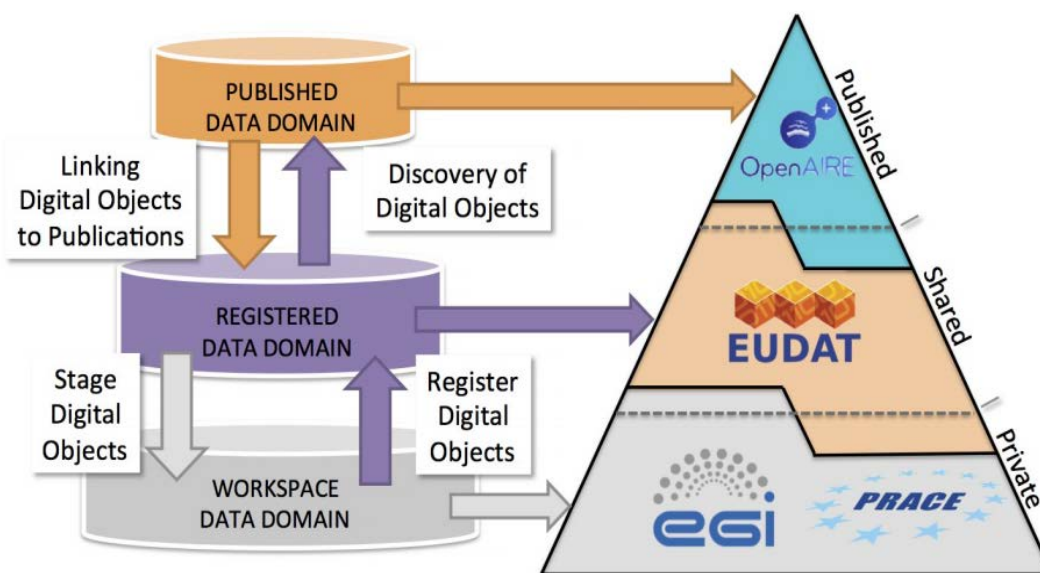 PUBLISHED
DATA DOMAIN
Linking
Digital Objects
to Publications
Discovery of
Digital Objects
REGISTERED
DATA DOMAIN
Stage
Digital
Objects
Register
Digital
Objects
WORKSPACE
DATA DOMAIN
Published
+
OpenAIRE
Shared
EUDAT
Private
eGi
PRACE